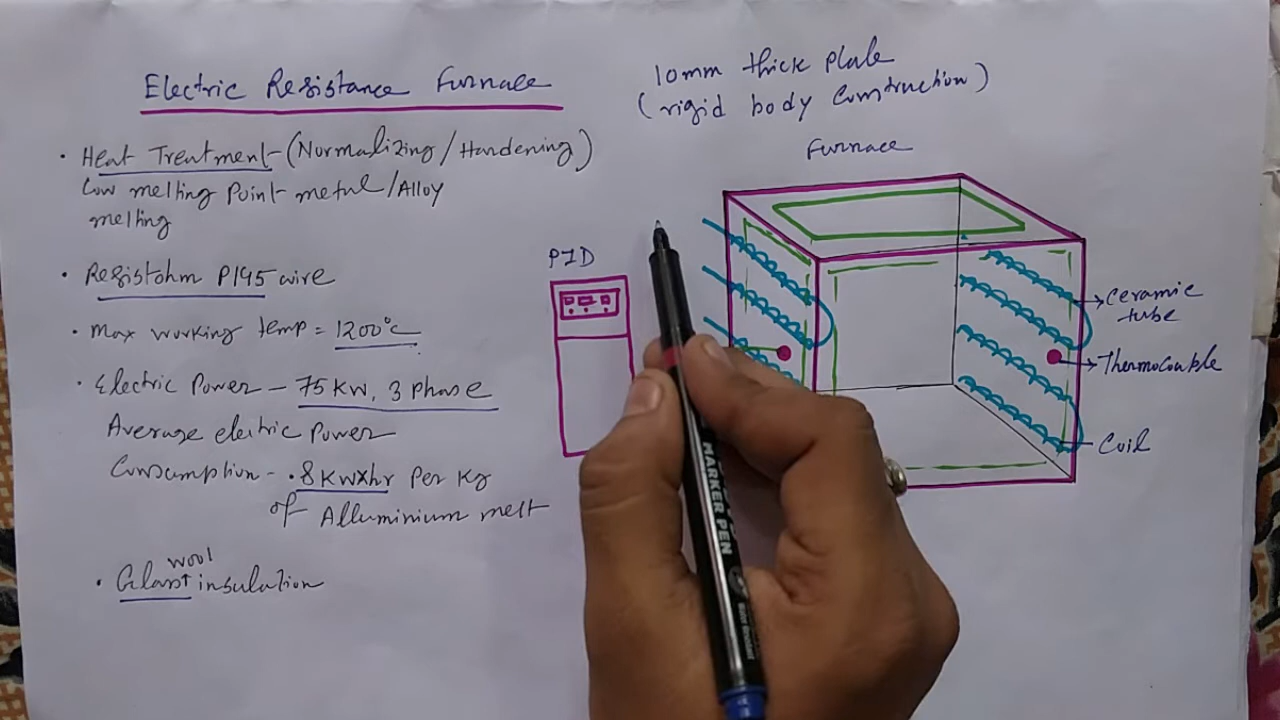 Electric Resistance Furnace
• Heat Treatment-(Normalizing/Hardening)
Low melting Point metal/Alloy
melting
• Resistohm P145 wire
• Max working temp = 1200°c
• Electric Power - 75 kw, 3 phase
Average electric Power
Consumption - .8 KWxhr Per Kg
of Alluminium melt
wool
• Glast insulation
10mm thick plate
(rigid body construction)
Furnace
PID
Ceramic
tube
Thermocouple
Coil
MARKER PEN